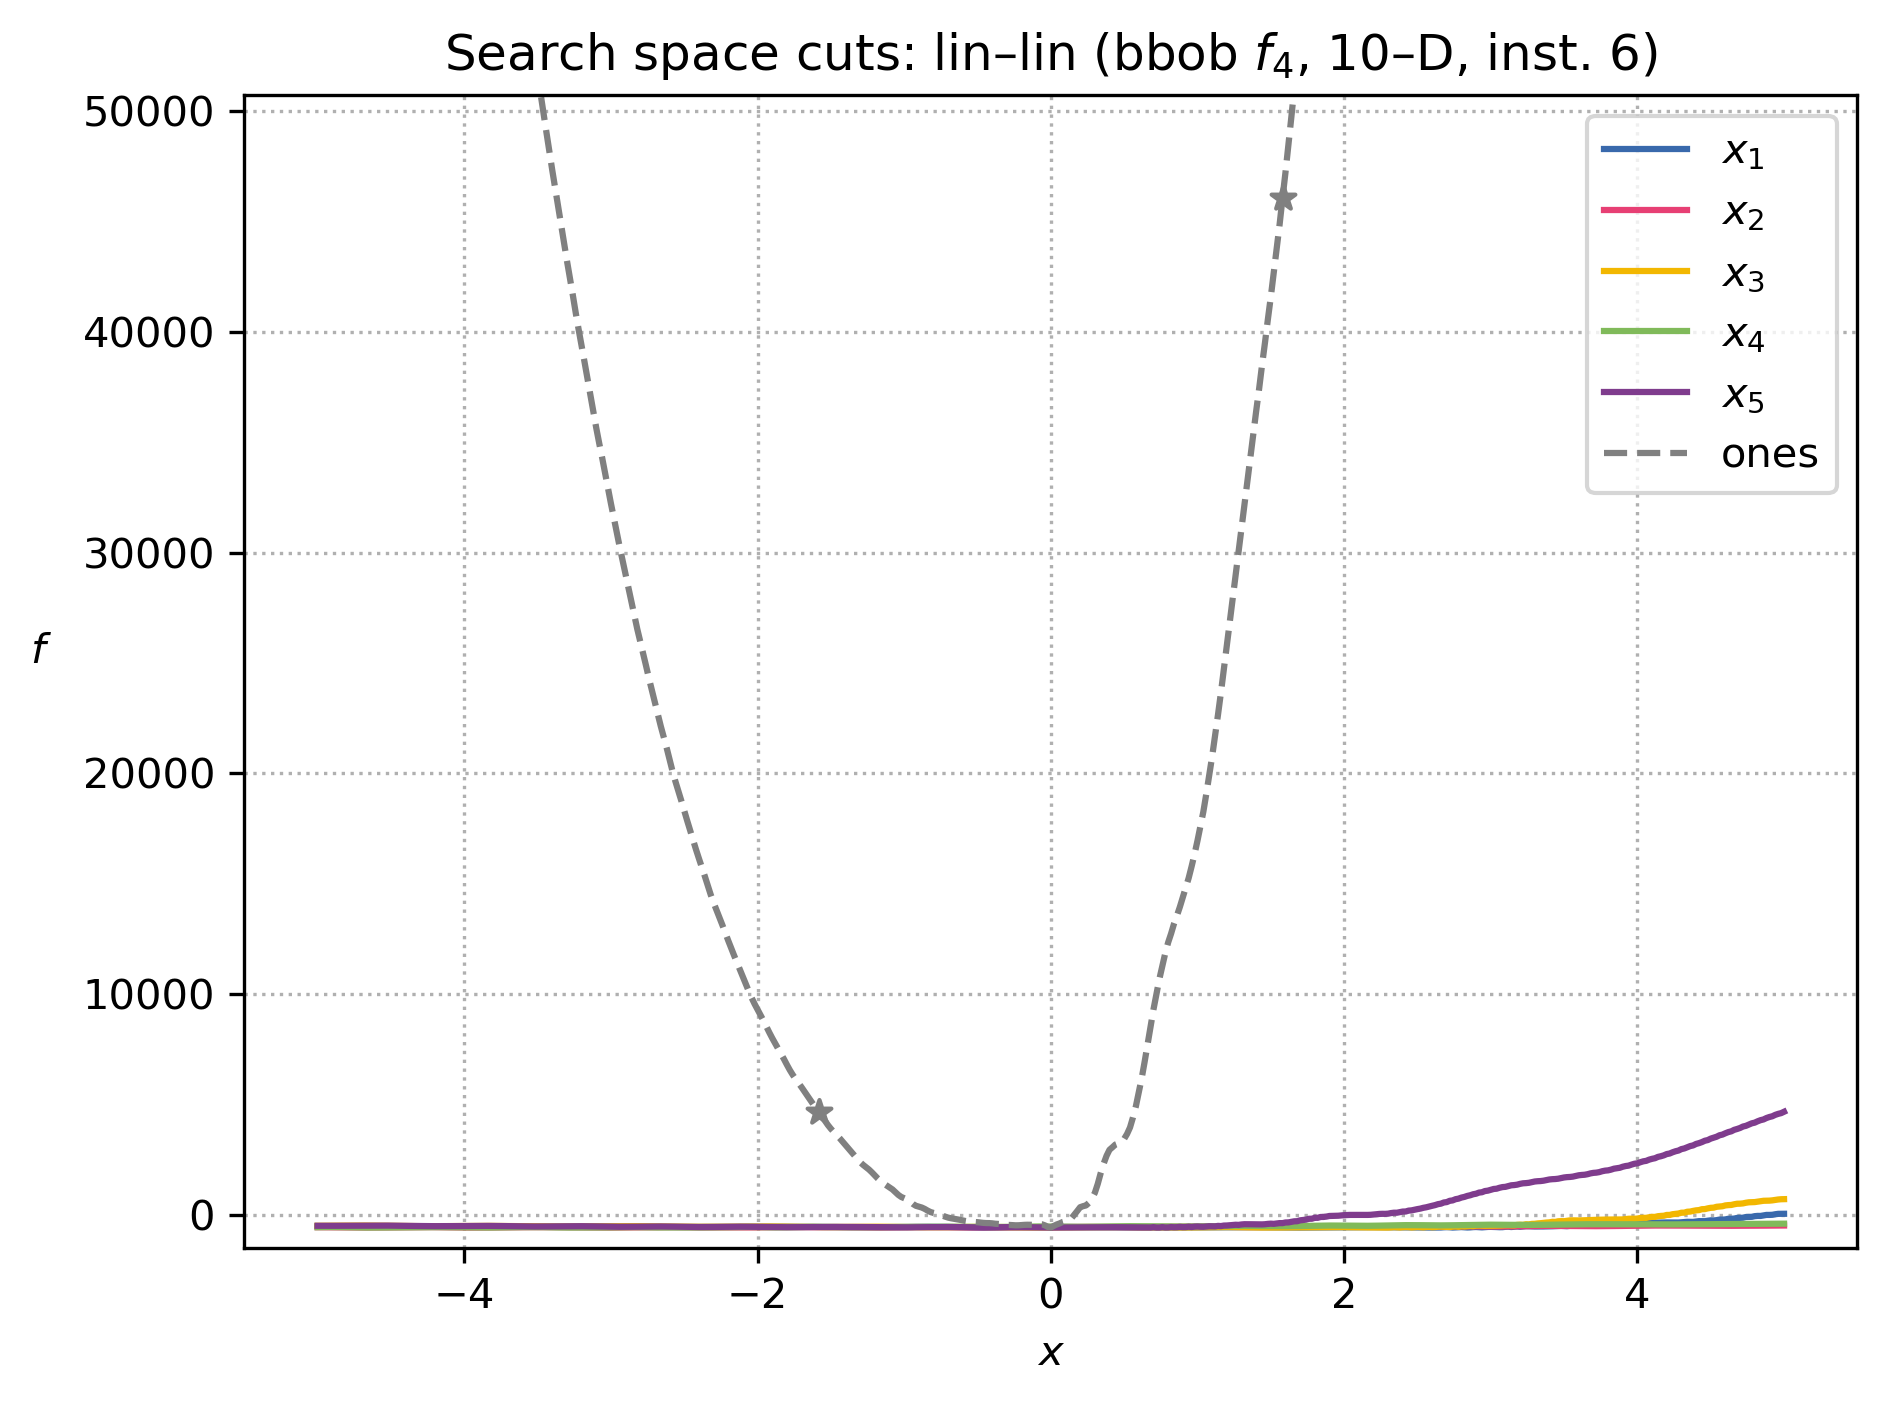 Search space cuts: lin–lin (bbob f₄, 10–D, inst. 6)
50000
40000
30000
20000
10000
0
f
−4
−2
0
2
4
x
x₁
x₂
x₃
x₄
x₅
ones